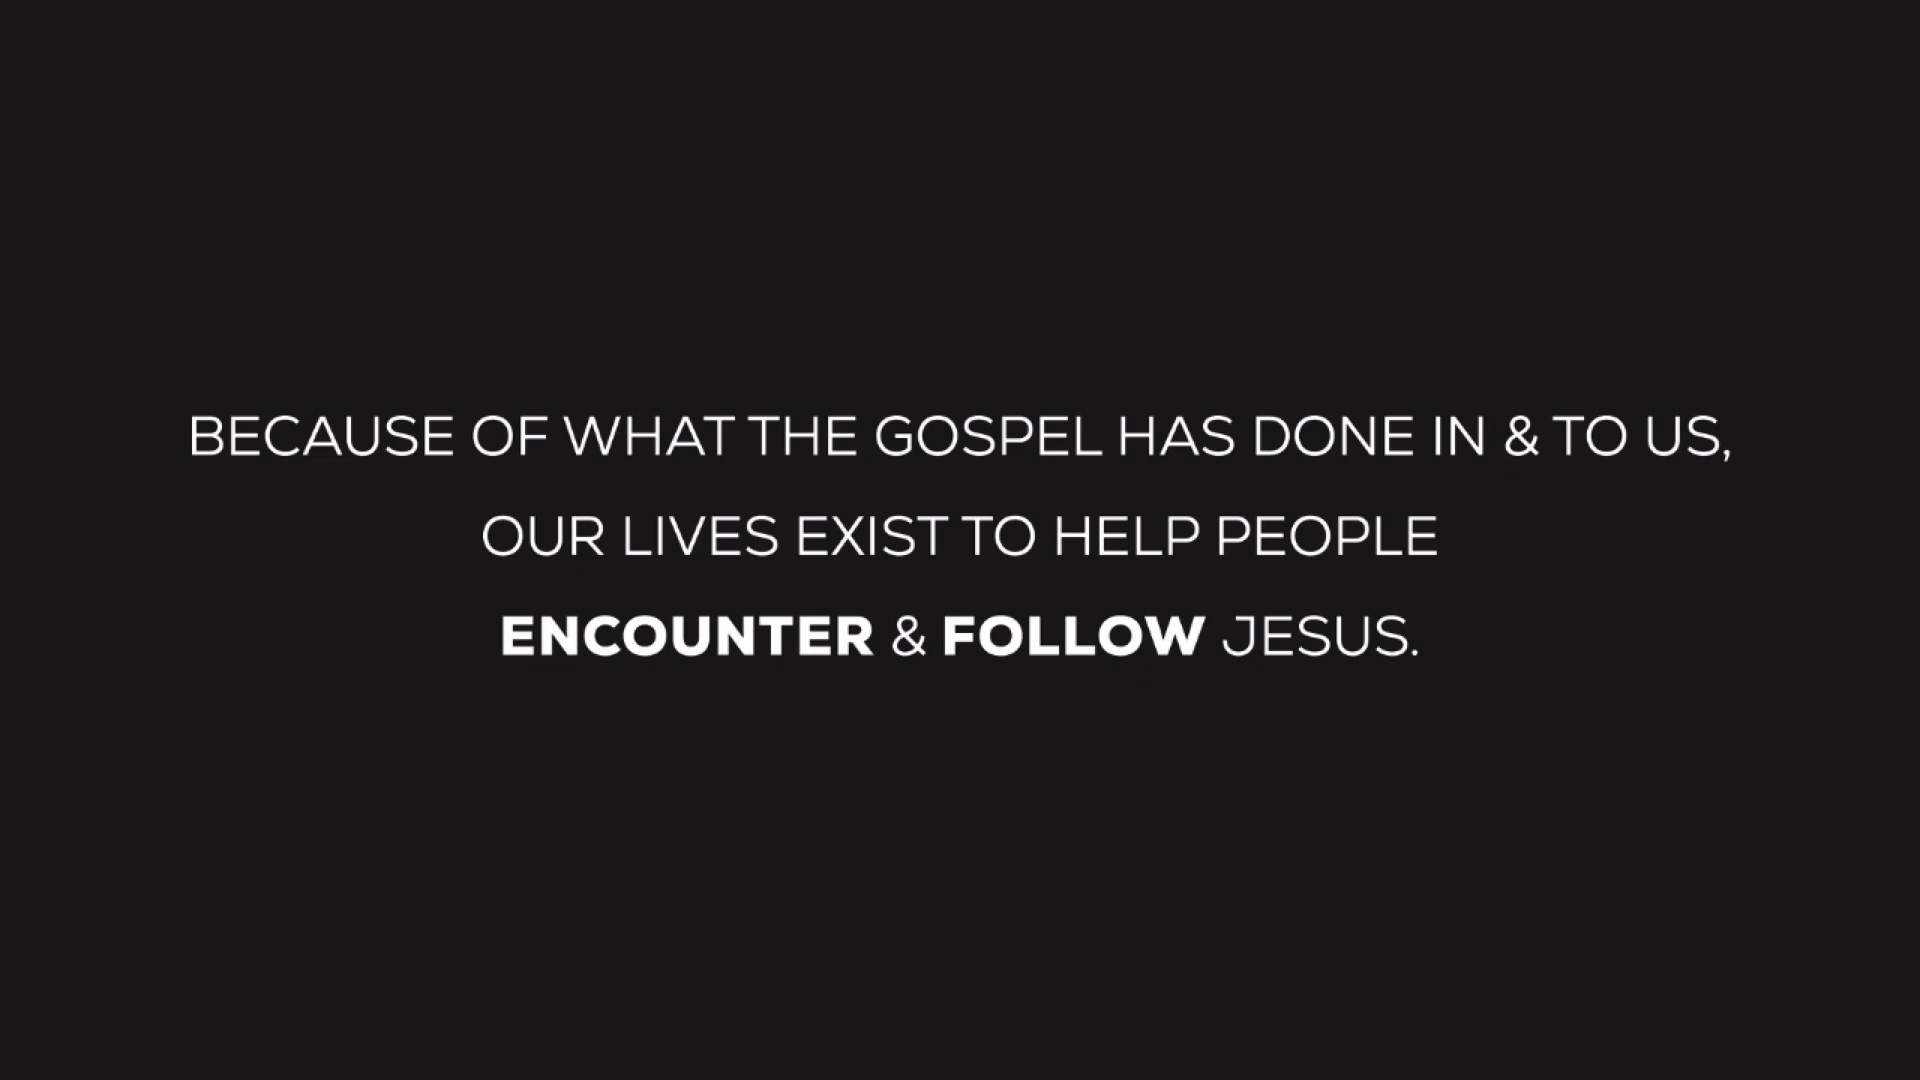 BECAUSE OF WHAT THE GOSPEL HAS DONE IN & TO US,
OUR LIVES EXIST TO HELP PEOPLE
ENCOUNTER & FOLLOW JESUS.